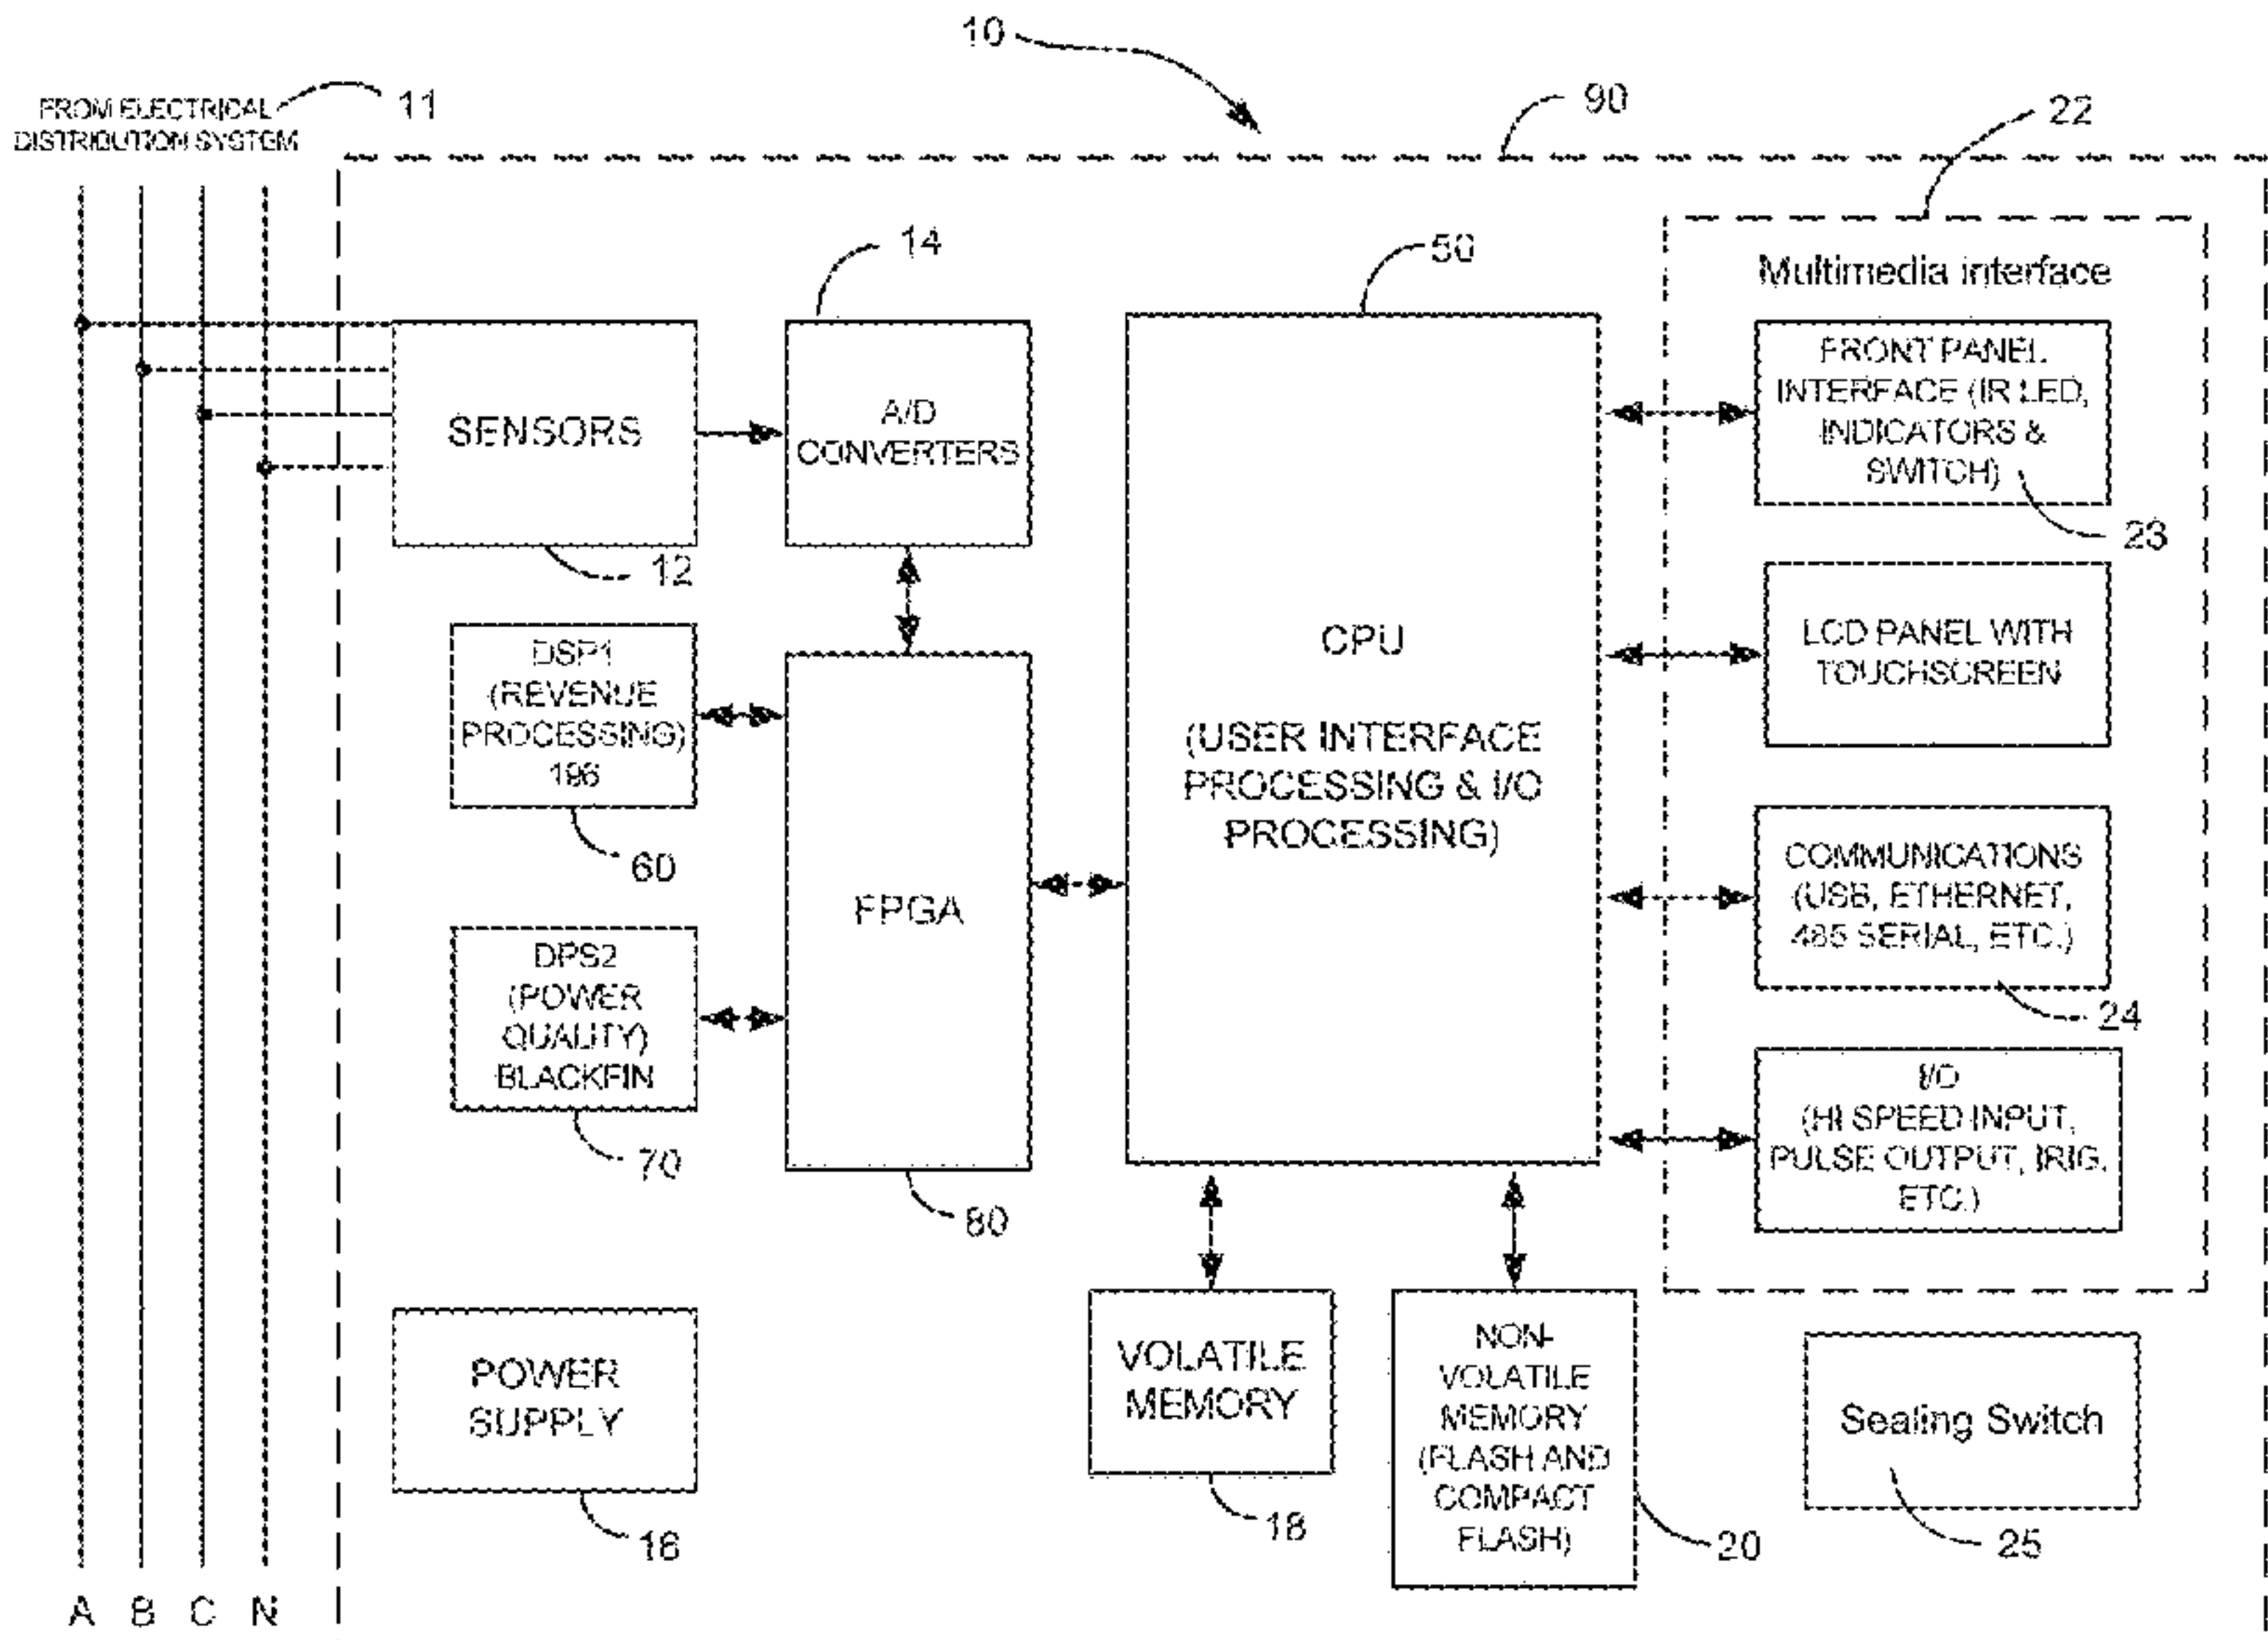 10
FROM ELECTRICAL
DISTRIBUTION SYSTEM
11
90
22
14
50
Multimedia interface
SENSORS
12
A/D
CONVERTERS
FRONT PANEL
INTERFACE (IR LED,
INDICATORS &
SWITCH)
23
DSP1
(REVENUE
PROCESSING)
196
60
CPU
(USER INTERFACE
PROCESSING & I/O
PROCESSING)
LCD PANEL WITH
TOUCHSCREEN
FPGA
80
COMMUNICATIONS
(USB, ETHERNET,
485 SERIAL, ETC.)
24
DPS2
(POWER
QUALITY)
BLACKFIN
70
I/O
(HI SPEED INPUT,
PULSE OUTPUT, IRIG,
ETC.)
POWER
SUPPLY
16
VOLATILE
MEMORY
18
NON-
VOLATILE
MEMORY
(FLASH AND
COMPACT
FLASH)
20
Sealing Switch
25
A B C N